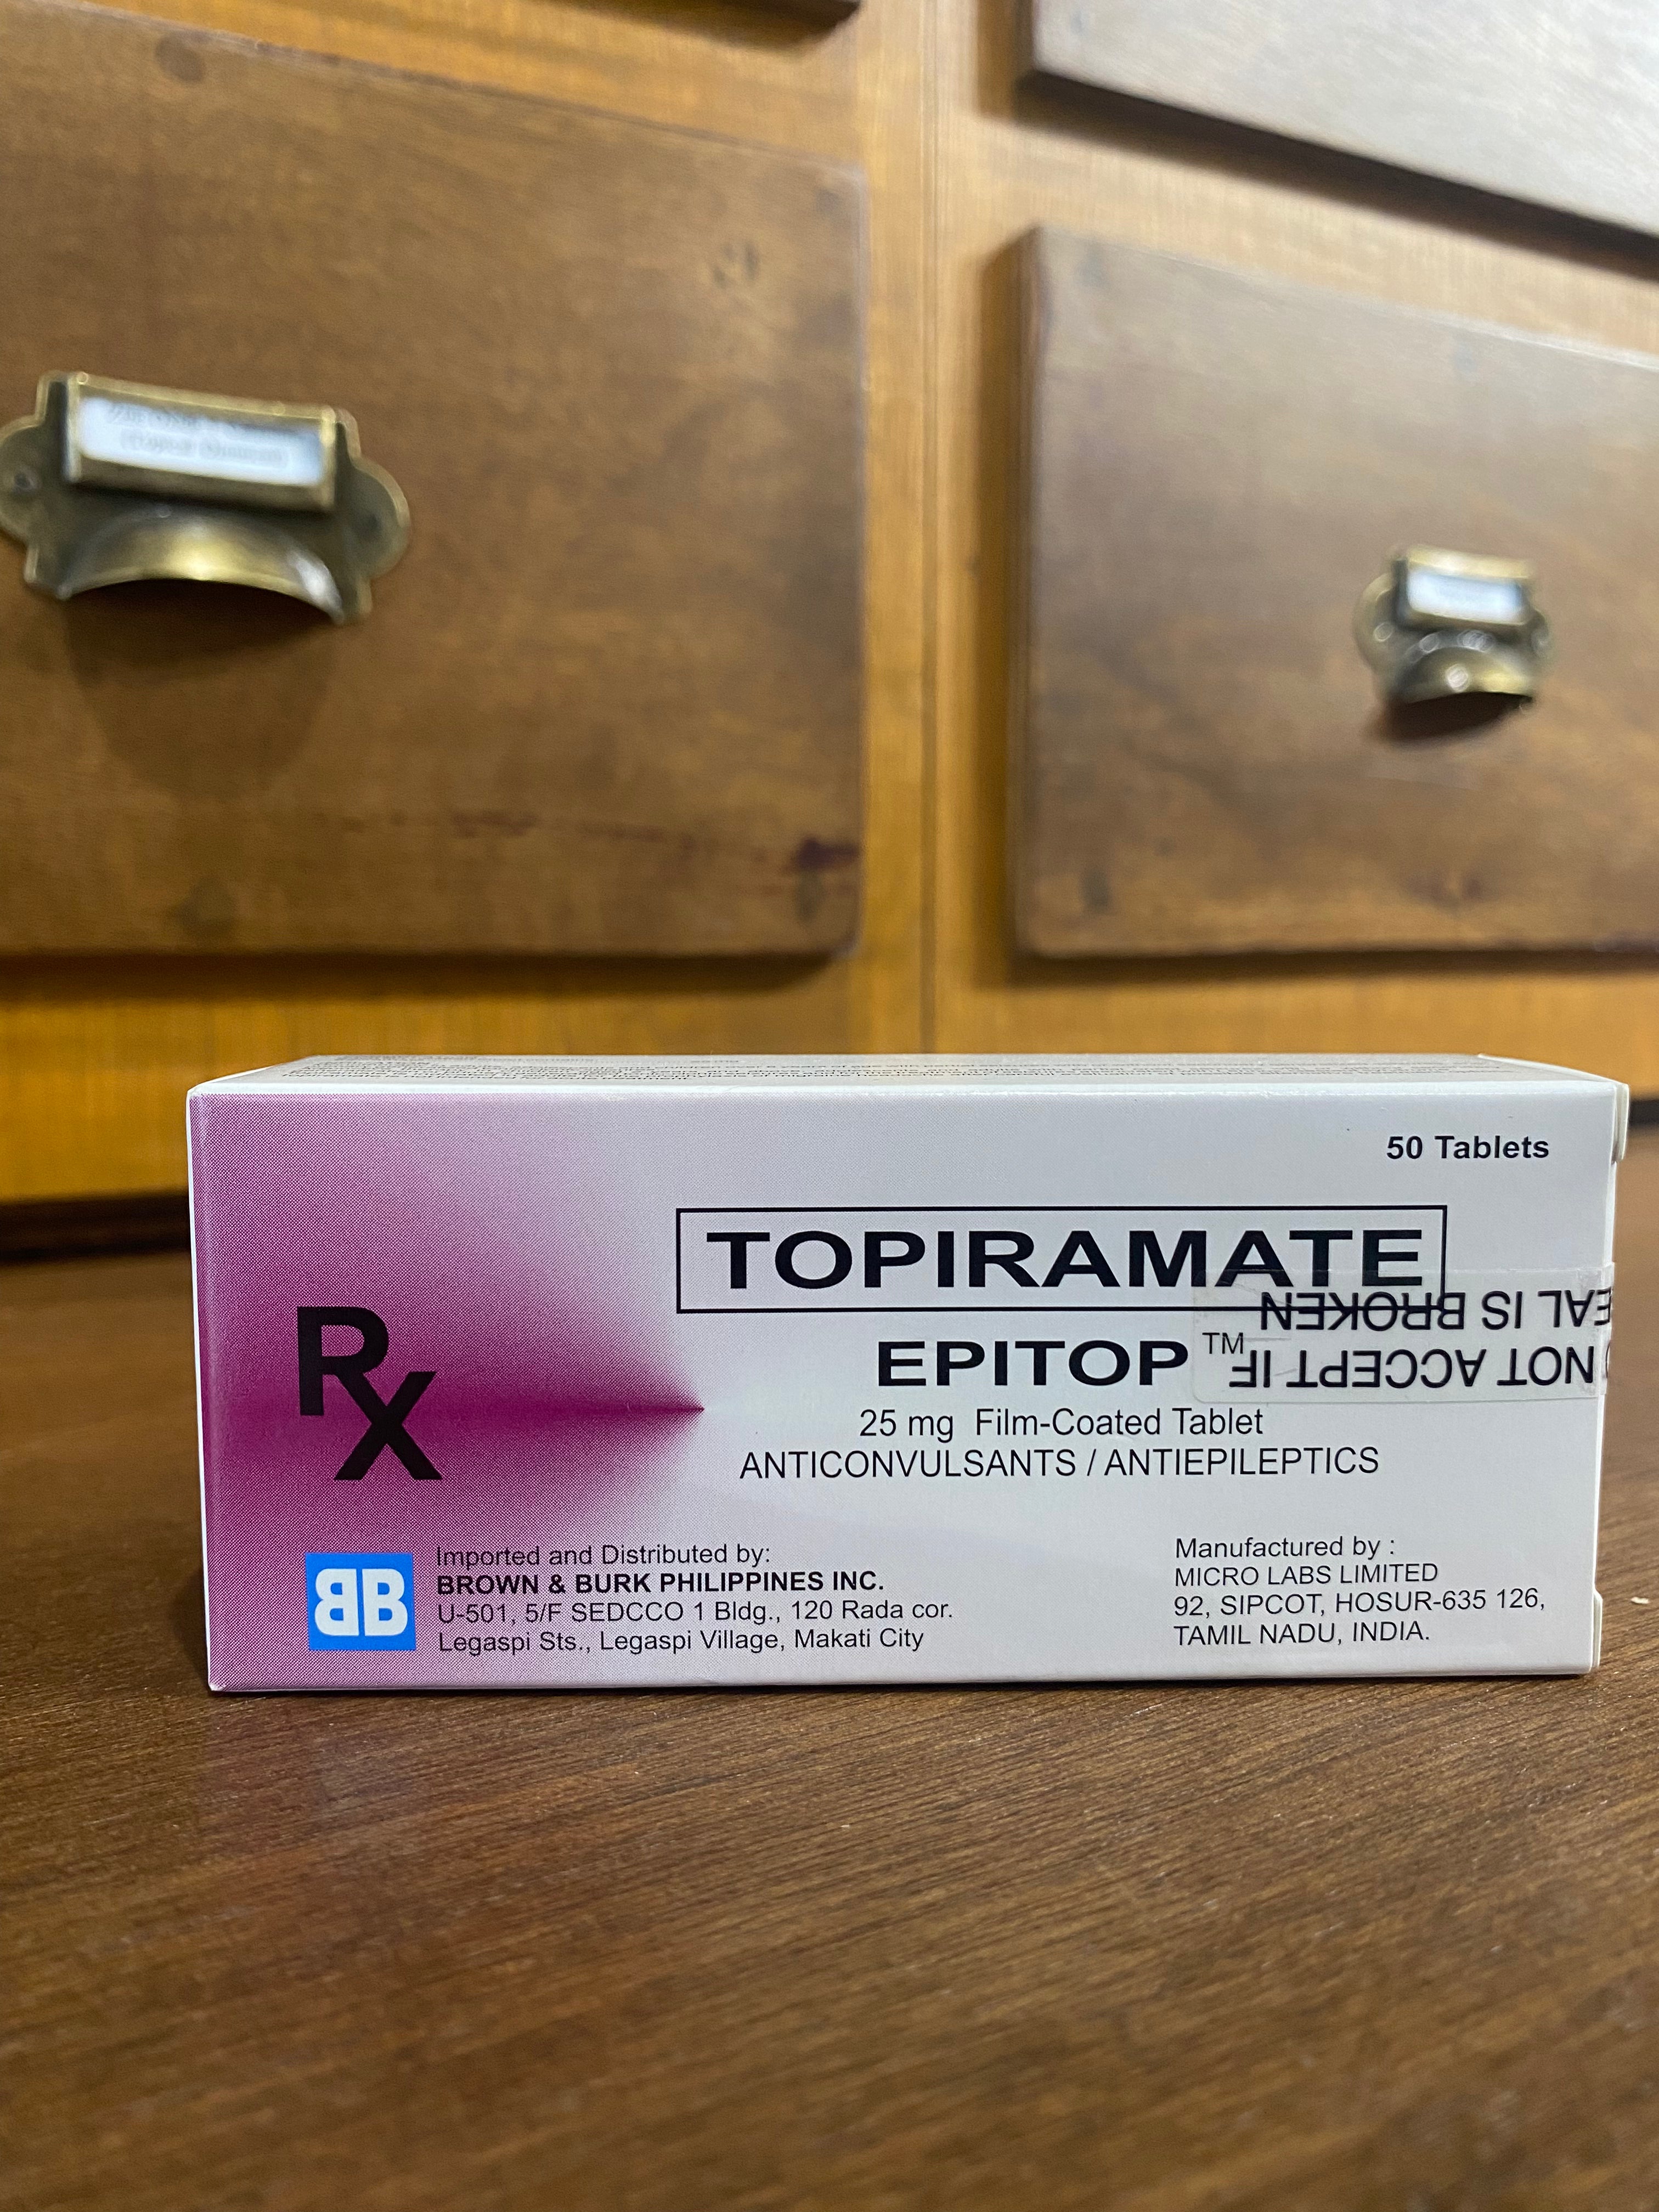 50 Tablets
TOPIRAMATE
EPITOP™
25 mg Film-Coated Tablet
ANTICONVULSANTS / ANTIEPILEPTICS
Rx
NOT ACCEPT IF
EAL IS BROKEN
BB
Imported and Distributed by:
BROWN & BURK PHILIPPINES INC.
U-501, 5/F SEDCCO 1 Bldg., 120 Rada cor.
Legaspi Sts., Legaspi Village, Makati City
Manufactured by :
MICRO LABS LIMITED
92, SIPCOT, HOSUR-635 126,
TAMIL NADU, INDIA.